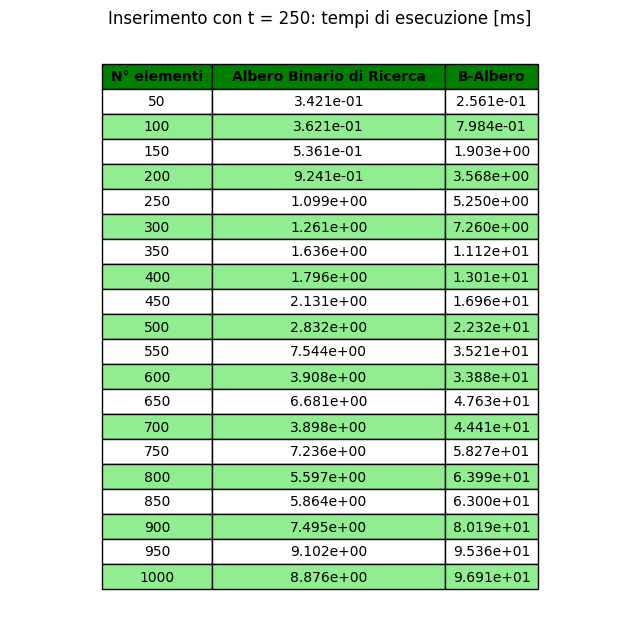 Inserimento con t = 250: tempi di esecuzione [ms]
N° elementi Albero Binario di Ricerca B-Albero
50 3.421e-01 2.561e-01
100 3.621e-01 7.984e-01
150 5.361e-01 1.903e+00
200 9.241e-01 3.568e+00
250 1.099e+00 5.250e+00
300 1.261e+00 7.260e+00
350 1.636e+00 1.112e+01
400 1.796e+00 1.301e+01
450 2.131e+00 1.696e+01
500 2.832e+00 2.232e+01
550 7.544e+00 3.521e+01
600 3.908e+00 3.388e+01
650 6.681e+00 4.763e+01
700 3.898e+00 4.441e+01
750 7.236e+00 5.827e+01
800 5.597e+00 6.399e+01
850 5.864e+00 6.300e+01
900 7.495e+00 8.019e+01
950 9.102e+00 9.536e+01
1000 8.876e+00 9.691e+01